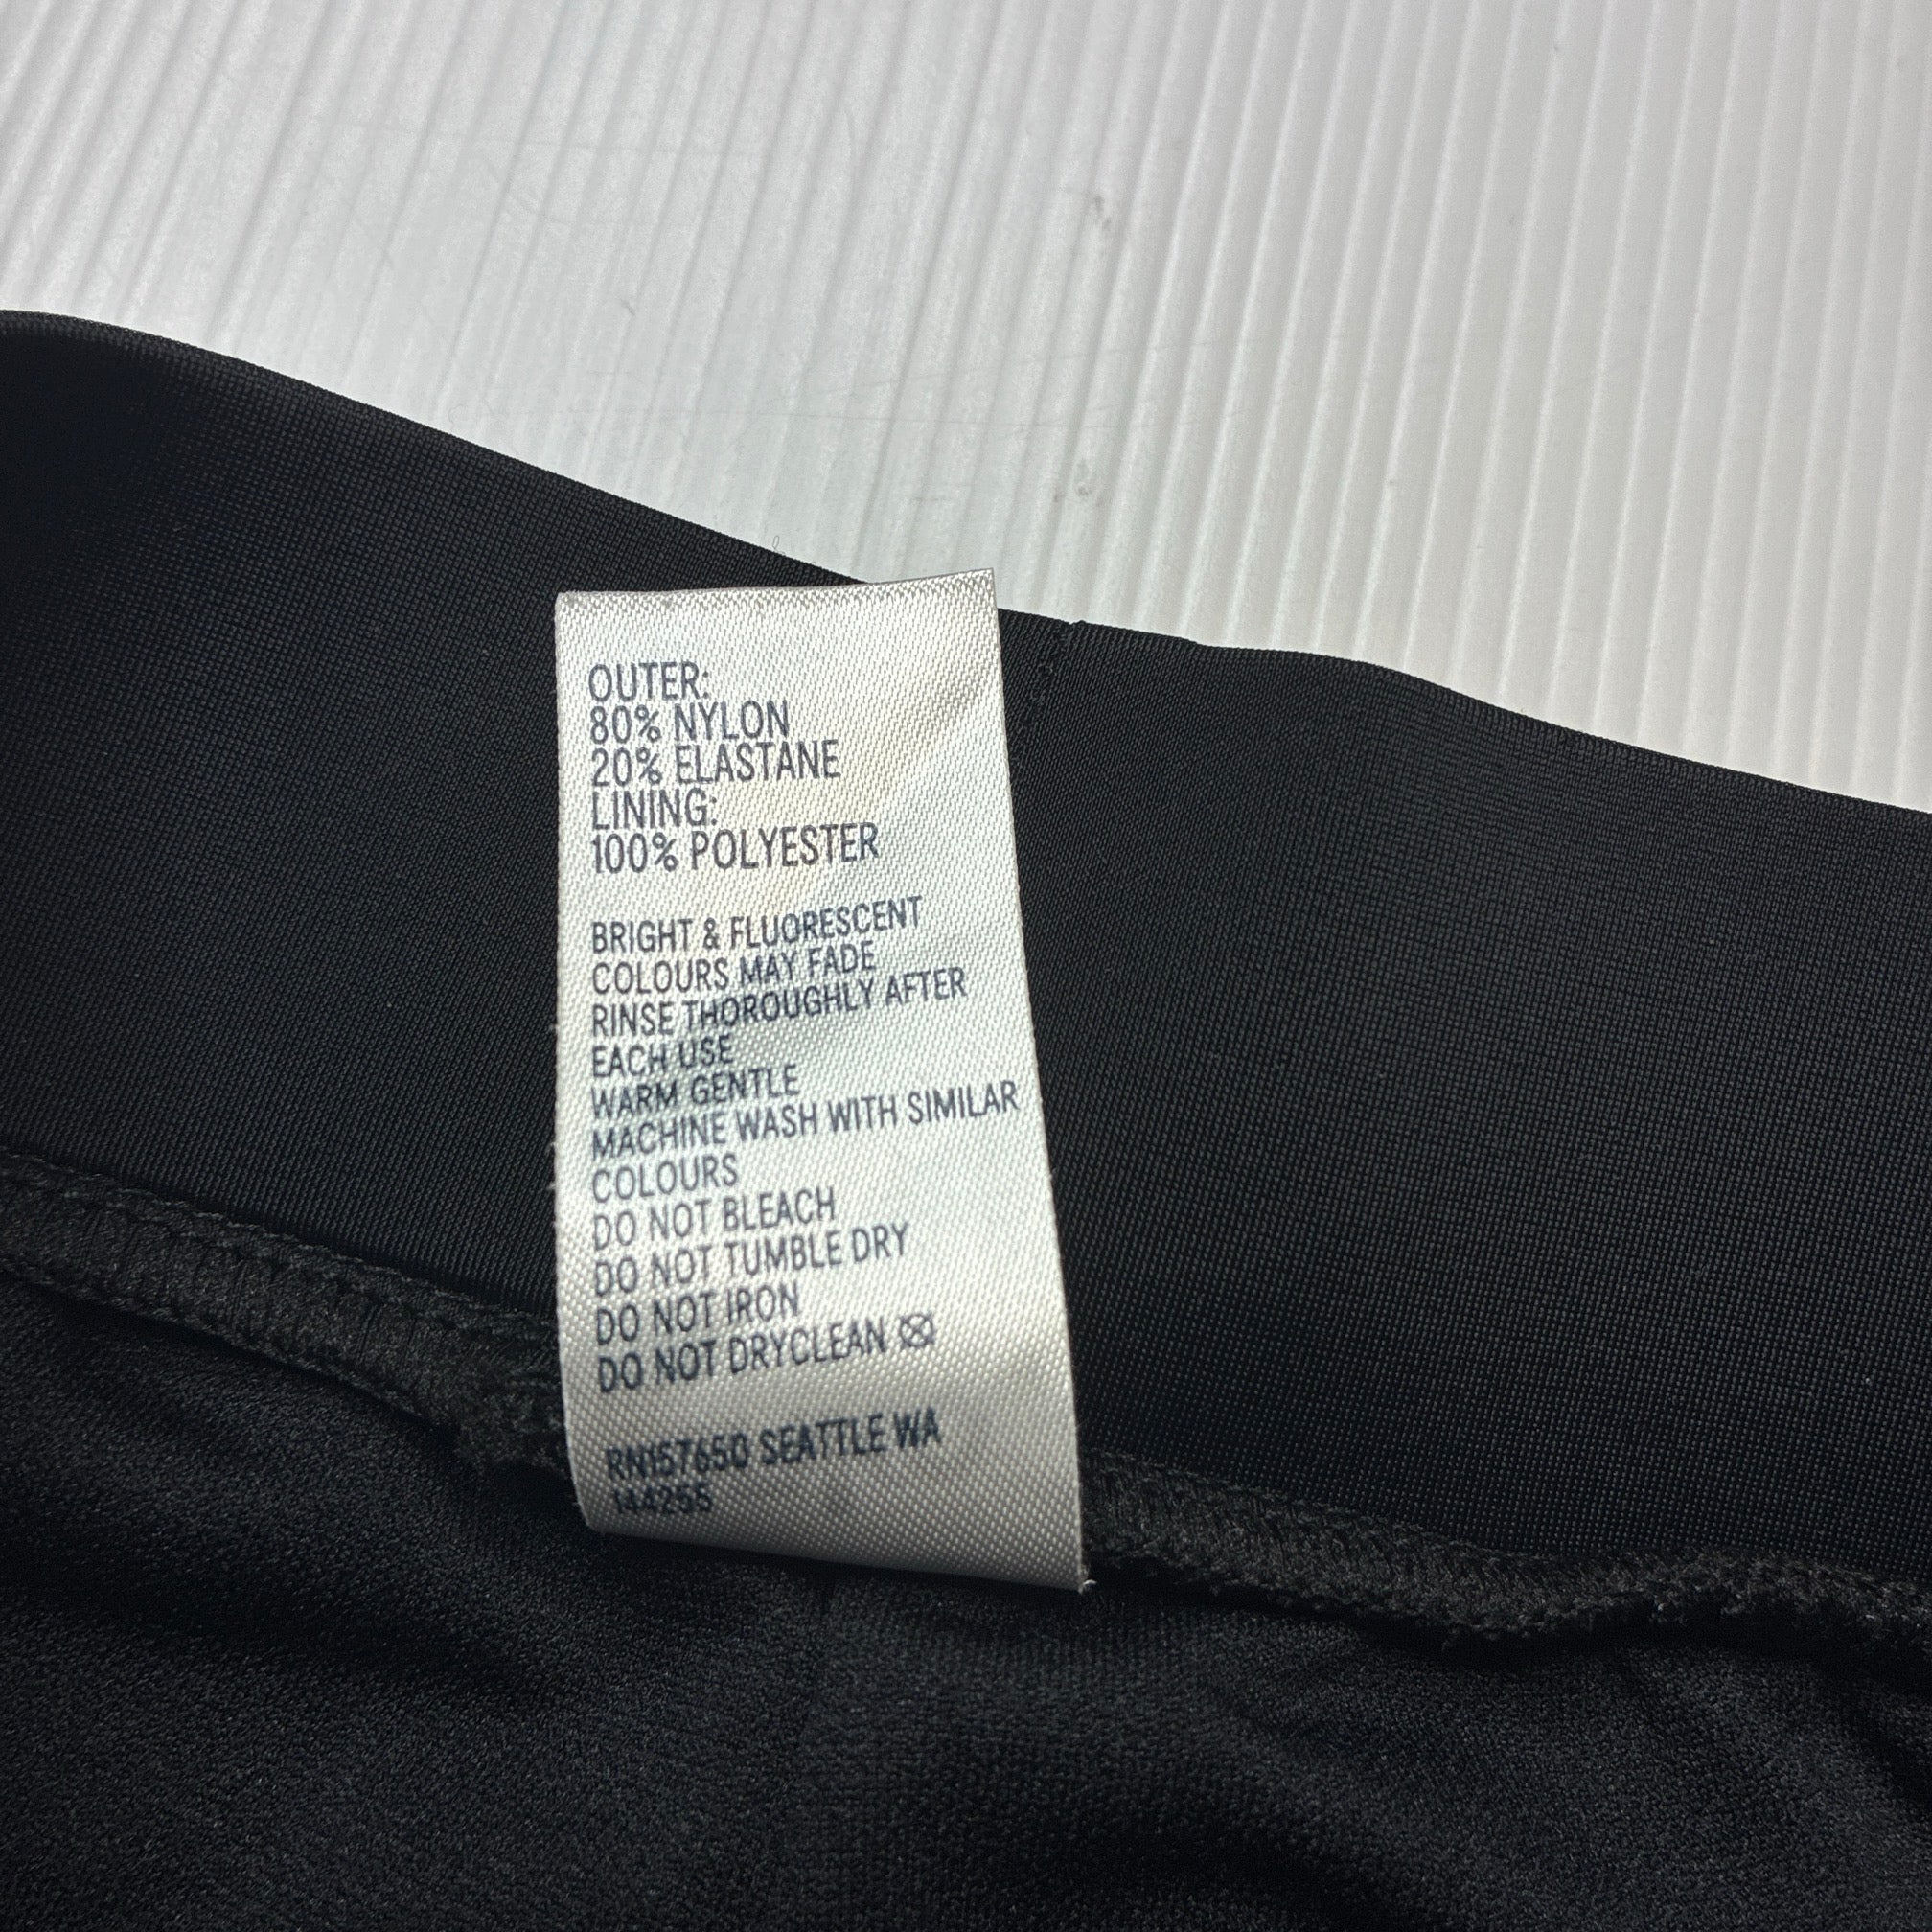 OUTER:
80% NYLON
20% ELASTANE
LINING:
100% POLYESTER
BRIGHT & FLUORESCENT
COLOURS MAY FADE
RINSE THOROUGHLY AFTER
EACH USE
WARM GENTLE
MACHINE WASH WITH SIMILAR
COLOURS
DO NOT BLEACH
DO NOT TUMBLE DRY
DO NOT IRON
DO NOT DRYCLEAN
RN157650 SEATTLE WA